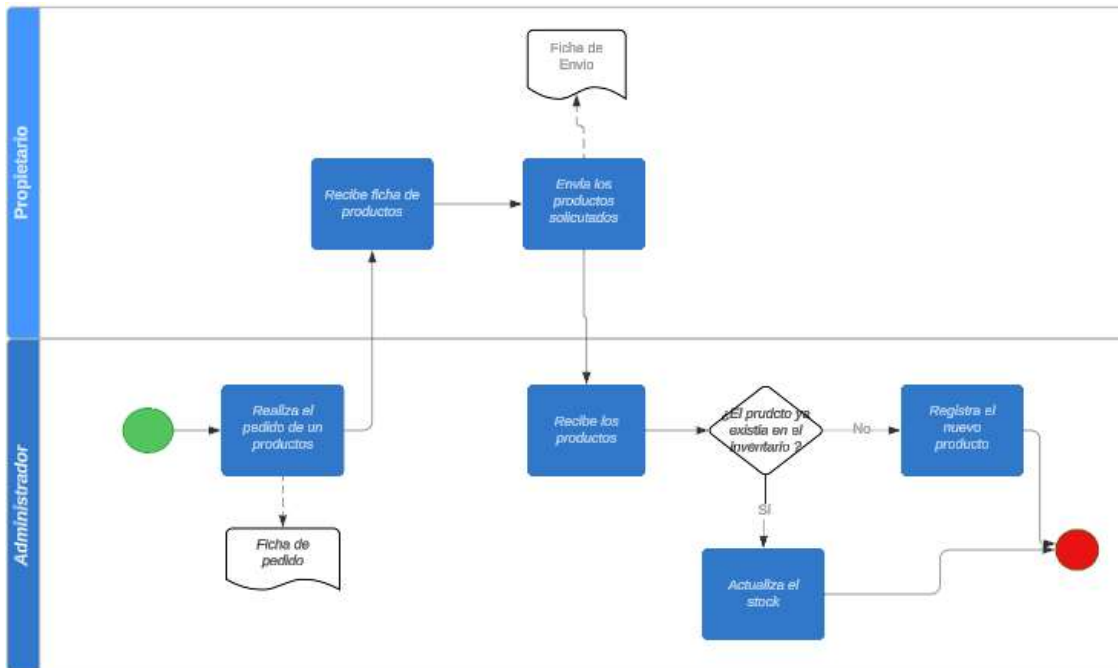 Propietario
Ficha de
Envio
Recibe ficha de
productos
Envía los
productos
solicutados
Administrador
Realiza el
pedido de un
productos
Ficha de
pedido
Recibe los
productos
¿El prudcto ya
existia en el
inventario ?
No
Registra el
nuevo
producto
Sí
Actualiza el
stock